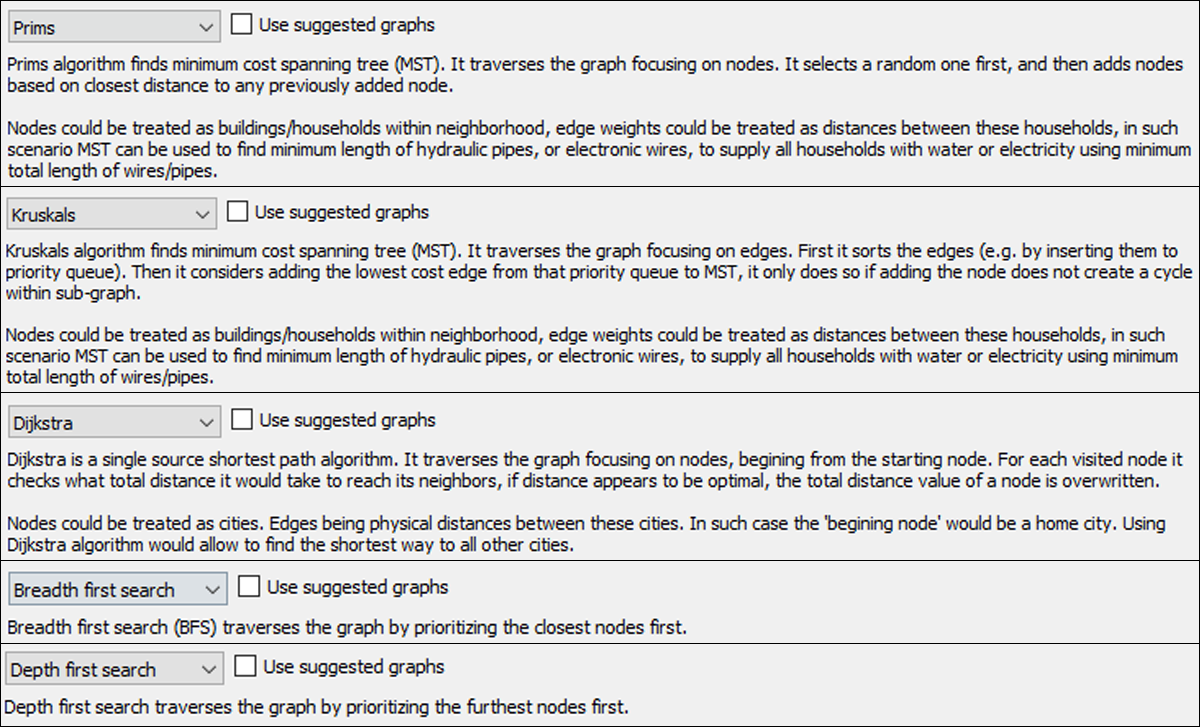 Prims Use suggested graphs
Prims algorithm finds minimum cost spanning tree (MST). It traverses the graph focusing on nodes. It selects a random one first, and then adds nodes
based on closest distance to any previously added node.
Nodes could be treated as buildings/households within neighborhood, edge weights could be treated as distances between these households, in such
scenario MST can be used to find minimum length of hydraulic pipes, or electronic wires, to supply all households with water or electricity using minimum
total length of wires/pipes.
Kruskals Use suggested graphs
Kruskals algorithm finds minimum cost spanning tree (MST). It traverses the graph focusing on edges. First it sorts the edges (e.g. by inserting them to
priority queue). Then it considers adding the lowest cost edge from that priority queue to MST, it only does so if adding the node does not create a cycle
within sub-graph.
Nodes could be treated as buildings/households within neighborhood, edge weights could be treated as distances between these households, in such
scenario MST can be used to find minimum length of hydraulic pipes, or electronic wires, to supply all households with water or electricity using minimum
total length of wires/pipes.
Dijkstra Use suggested graphs
Dijkstra is a single source shortest path algorithm. It traverses the graph focusing on nodes, begining from the starting node. For each visited node it
checks what total distance it would take to reach its neighbors, if distance appears to be optimal, the total distance value of a node is overwritten.
Nodes could be treated as cities. Edges being physical distances between these cities. In such case the 'begining node' would be a home city. Using
Dijkstra algorithm would allow to find the shortest way to all other cities.
Breadth first search Use suggested graphs
Breadth first search (BFS) traverses the graph by prioritizing the closest nodes first.
Depth first search Use suggested graphs
Depth first search traverses the graph by prioritizing the furthest nodes first.